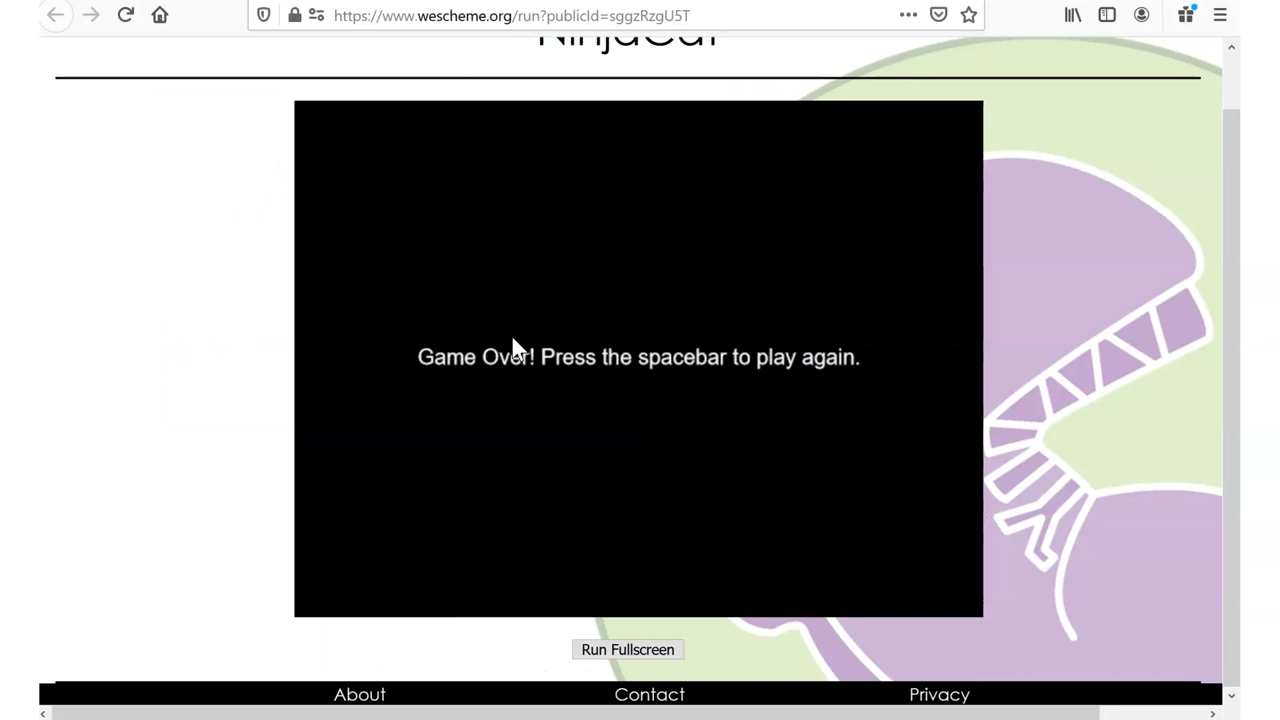 https://www.wescheme.org/run?publicId=sggzRzgU5T
NinjaCat
Game Over! Press the spacebar to play again.
Run Fullscreen
About Contact Privacy